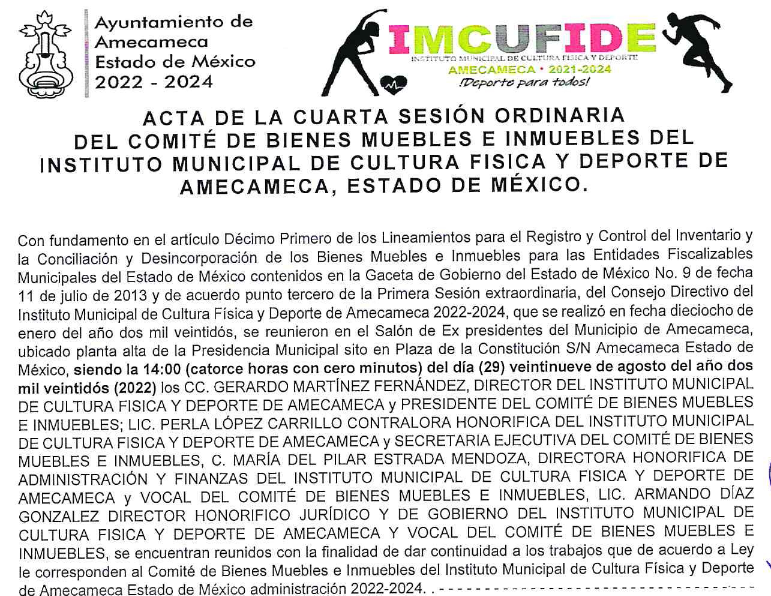 Ayuntamiento de
Amecameca
Estado de México
2022 - 2024
IMCUFIDE
INSTITUTO MUNICIPAL DE CULTURA FISICA Y DEPORTE
AMECAMECA • 2021-2024
!Deporte para todos!
ACTA DE LA CUARTA SESIÓN ORDINARIA
DEL COMITÉ DE BIENES MUEBLES E INMUEBLES DEL
INSTITUTO MUNICIPAL DE CULTURA FISICA Y DEPORTE DE
AMECAMECA, ESTADO DE MÉXICO.
Con fundamento en el artículo Décimo Primero de los Lineamientos para el Registro y Control del Inventario y
la Conciliación y Desincorporación de los Bienes Muebles e Inmuebles para las Entidades Fiscalizables
Municipales del Estado de México contenidos en la Gaceta de Gobierno del Estado de México No. 9 de fecha
11 de julio de 2013 y de acuerdo punto tercero de la Primera Sesión extraordinaria, del Consejo Directivo del
Instituto Municipal de Cultura Física y Deporte de Amecameca 2022-2024, que se realizó en fecha dieciocho de
enero del año dos mil veintidós, se reunieron en el Salón de Ex presidentes del Municipio de Amecameca,
ubicado planta alta de la Presidencia Municipal sito en Plaza de la Constitución S/N Amecameca Estado de
México, siendo la 14:00 (catorce horas con cero minutos) del día (29) veintinueve de agosto del año dos
mil veintidós (2022) los CC. GERARDO MARTÍNEZ FERNÁNDEZ, DIRECTOR DEL INSTITUTO MUNICIPAL
DE CULTURA FISICA Y DEPORTE DE AMECAMECA y PRESIDENTE DEL COMITÉ DE BIENES MUEBLES
E INMUEBLES; LIC. PERLA LÓPEZ CARRILLO CONTRALORA HONORIFICA DEL INSTITUTO MUNICIPAL
DE CULTURA FISICA Y DEPORTE DE AMECAMECA y SECRETARIA EJECUTIVA DEL COMITÉ DE BIENES
MUEBLES E INMUEBLES, C. MARÍA DEL PILAR ESTRADA MENDOZA, DIRECTORA HONORIFICA DE
ADMINISTRACIÓN Y FINANZAS DEL INSTITUTO MUNICIPAL DE CULTURA FISICA Y DEPORTE DE
AMECAMECA y VOCAL DEL COMITÉ DE BIENES MUEBLES E INMUEBLES, LIC. ARMANDO DÍAZ
GONZALEZ DIRECTOR HONORIFICO JURÍDICO Y DE GOBIERNO DEL INSTITUTO MUNICIPAL DE
CULTURA FISICA Y DEPORTE DE AMECAMECA Y VOCAL DEL COMITÉ DE BIENES MUEBLES E
INMUEBLES, se encuentran reunidos con la finalidad de dar continuidad a los trabajos que de acuerdo a Ley
le corresponden al Comité de Bienes Muebles e Inmuebles del Instituto Municipal de Cultura Física y Deporte
de Amecameca Estado de México administración 2022-2024. . - - - - - - - - - - - - - - - - - - - - - - - - - - - - - - - -